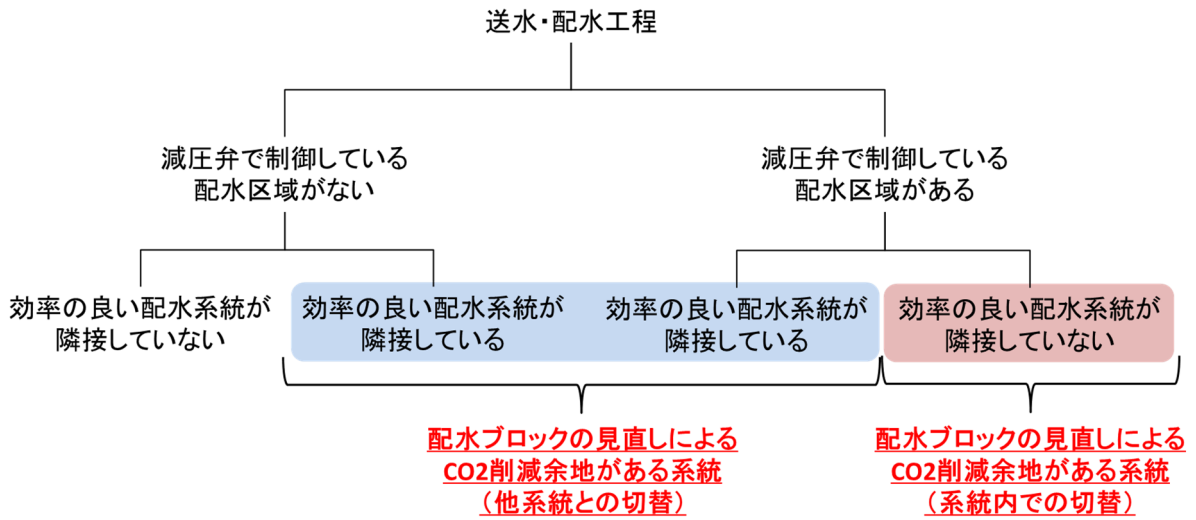 送水・配水工程
減圧弁で制御している
配水区域がない
減圧弁で制御している
配水区域がある
効率の良い配水系統が
隣接していない
効率の良い配水系統が
隣接している
効率の良い配水系統が
隣接している
効率の良い配水系統が
隣接していない
配水ブロックの見直しによる
CO2削減余地がある系統
（他系統との切替）
配水ブロックの見直しによる
CO2削減余地がある系統
（系統内での切替）